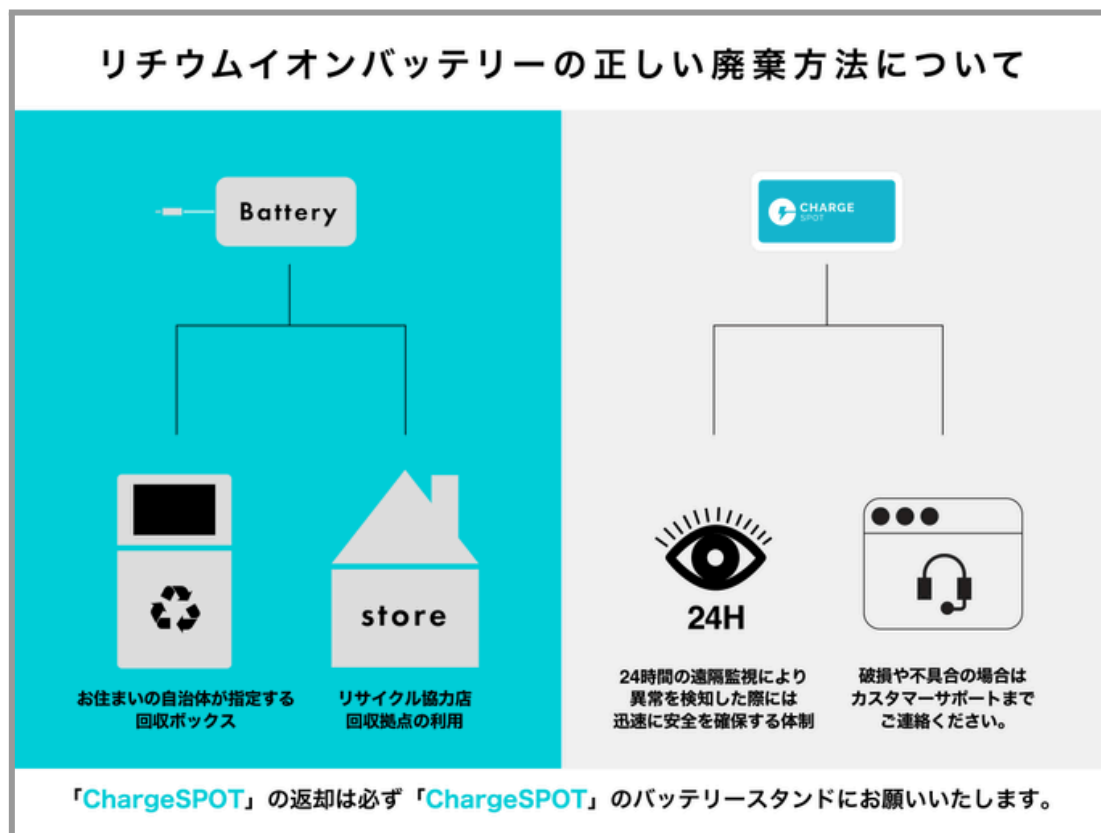 リチウムイオンバッテリーの正しい廃棄方法について
Battery
CHARGE
SPOT
store
24H
お住まいの自治体が指定する
回収ボックス
リサイクル協力店
回収拠点の利用
24時間の遠隔監視により
異常を検知した際には
迅速に安全を確保する体制
破損や不具合の場合は
カスタマーサポートまで
ご連絡ください。
「ChargeSPOT」の返却は必ず「ChargeSPOT」のバッテリースタンドにお願いいたします。